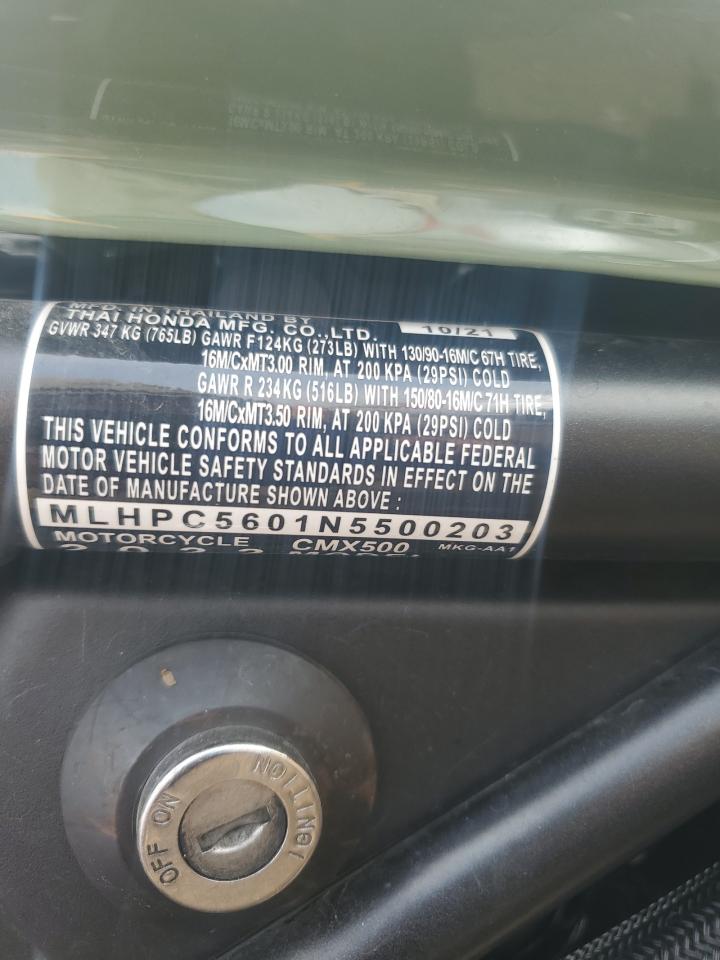 MFD. IN THAILAND BY
THAI HONDA MFG. CO.,LTD. 10/21
GVWR 347 KG (765LB) GAWR F124KG (273LB) WITH 130/90-16M/C 67H TIRE,
16M/CxMT3.00 RIM, AT 200 KPA (29PSI) COLD
GAWR R 234KG (516LB) WITH 150/80-16M/C 71H TIRE,
16M/CxMT3.50 RIM, AT 200 KPA (29PSI) COLD
THIS VEHICLE CONFORMS TO ALL APPLICABLE FEDERAL
MOTOR VEHICLE SAFETY STANDARDS IN EFFECT ON THE
DATE OF MANUFACTURE SHOWN ABOVE :
MLHPC5601N5500203
MOTORCYCLE CMX500 MKG-AA1
2022 MODEL
OFF ON IGNITION